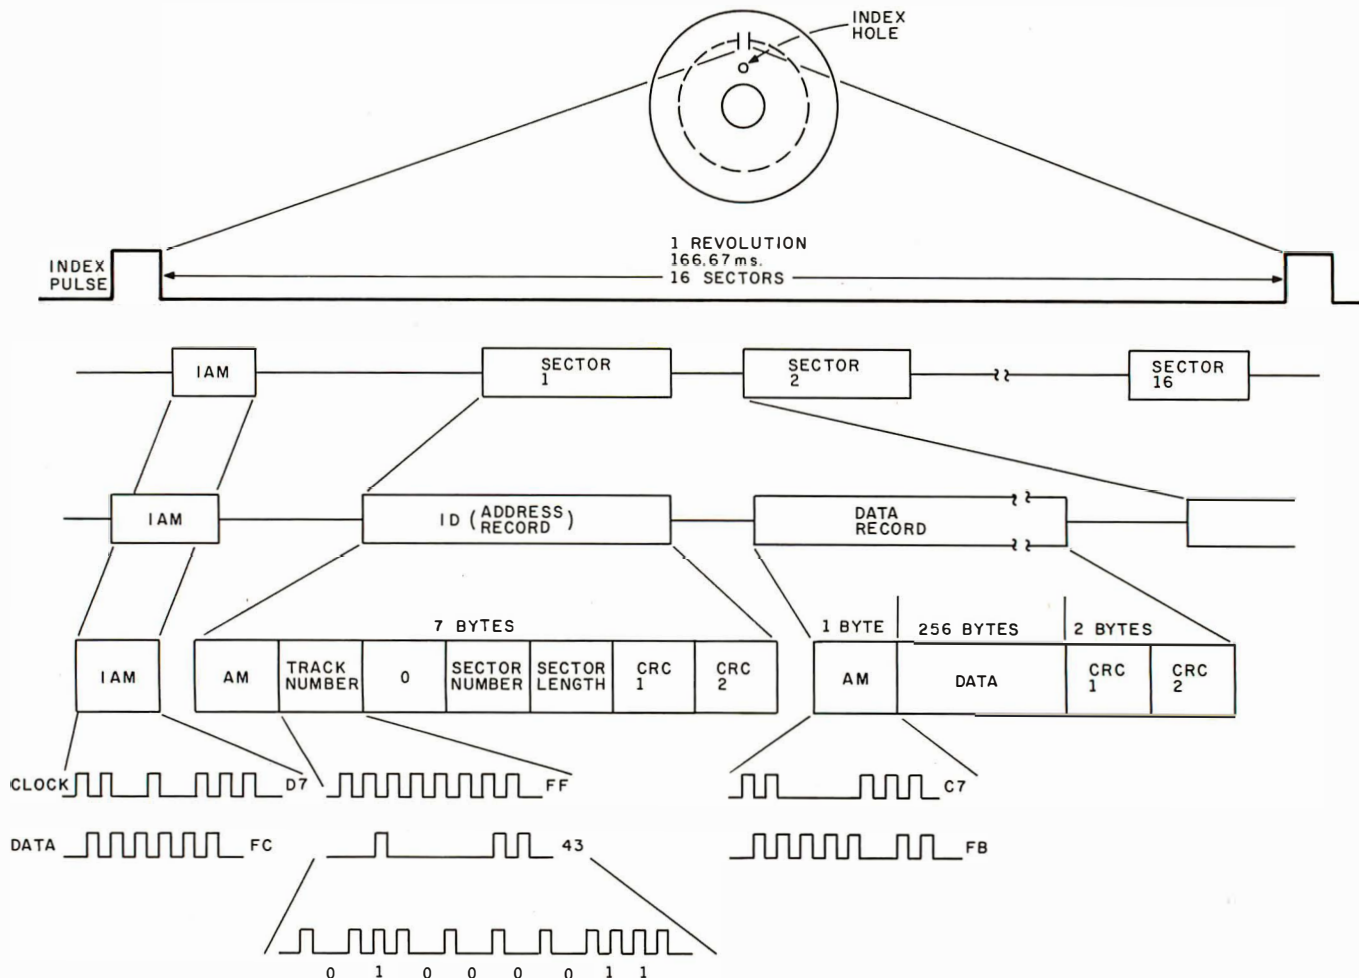 INDEX
HOLE
1 REVOLUTION
166.67ms.
16 SECTORS
INDEX
PULSE
IAM
SECTOR
1
SECTOR
2
SECTOR
16
IAM
ID (ADDRESS
RECORD)
DATA
RECORD
7 BYTES
1 BYTE
256 BYTES
2 BYTES
IAM
AM
TRACK
NUMBER
0
SECTOR
NUMBER
SECTOR
LENGTH
CRC
1
CRC
2
AM
DATA
CRC
1
CRC
2
CLOCK
D7
FF
C7
DATA
FC
43
FB
0 1 0 0 0 0 1 1